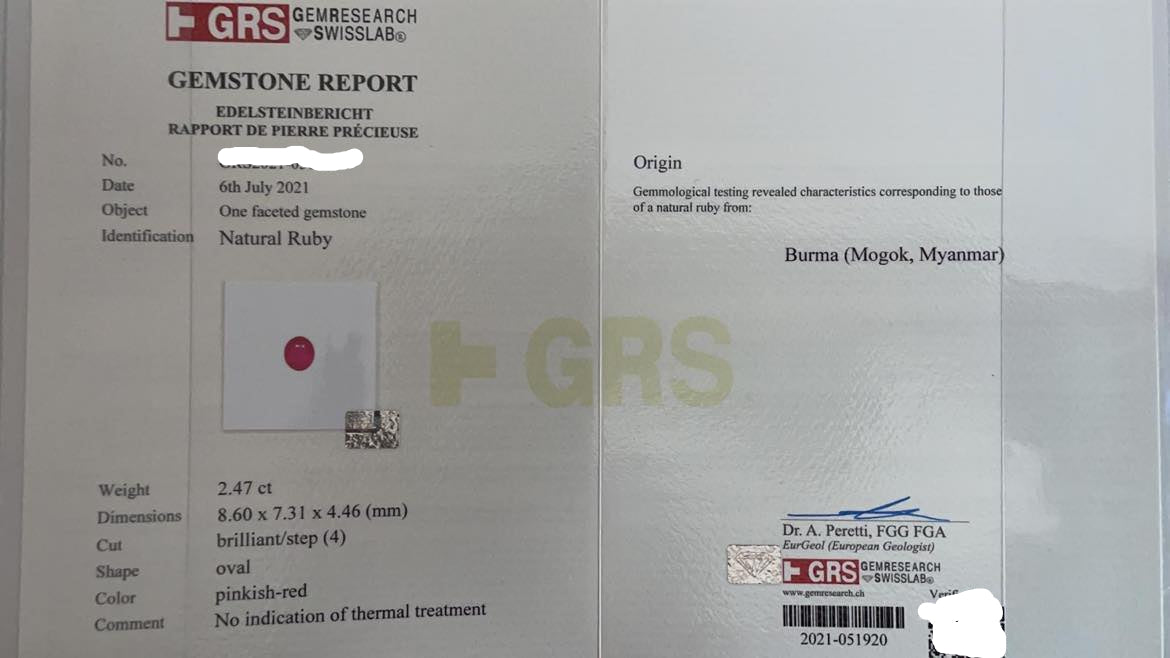 GRS GEMRESEARCH
SWISSLAB®
GEMSTONE REPORT
EDELSTEINBERICHT
RAPPORT DE PIERRE PRÉCIEUSE
No.
Date 6th July 2021
Object One faceted gemstone
Identification Natural Ruby
Weight 2.47 ct
Dimensions 8.60 x 7.31 x 4.46 (mm)
Cut brilliant/step (4)
Shape oval
Color pinkish-red
Comment No indication of thermal treatment
GRS
Origin
Gemmological testing revealed characteristics corresponding to those
of a natural ruby from:
Burma (Mogok, Myanmar)
Dr. A. Peretti, FGG FGA
EurGeol (European Geologist)
GRS GEMRESEARCH
SWISSLAB®
www.gemresearch.ch
2021-051920